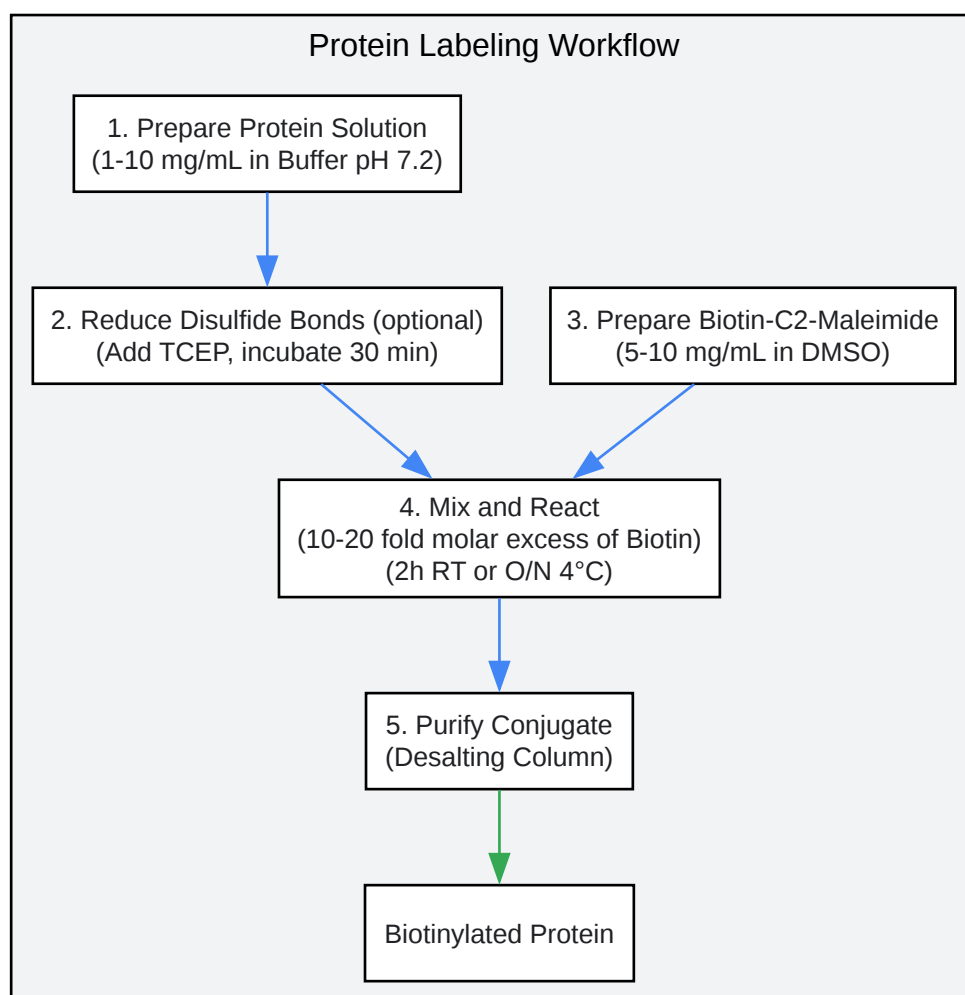 Protein Labeling Workflow
1. Prepare Protein Solution
(1-10 mg/mL in Buffer pH 7.2)
2. Reduce Disulfide Bonds (optional)
(Add TCEP, incubate 30 min)
3. Prepare Biotin-C2-Maleimide
(5-10 mg/mL in DMSO)
4. Mix and React
(10-20 fold molar excess of Biotin)
(2h RT or O/N 4°C)
5. Purify Conjugate
(Desalting Column)
Biotinylated Protein